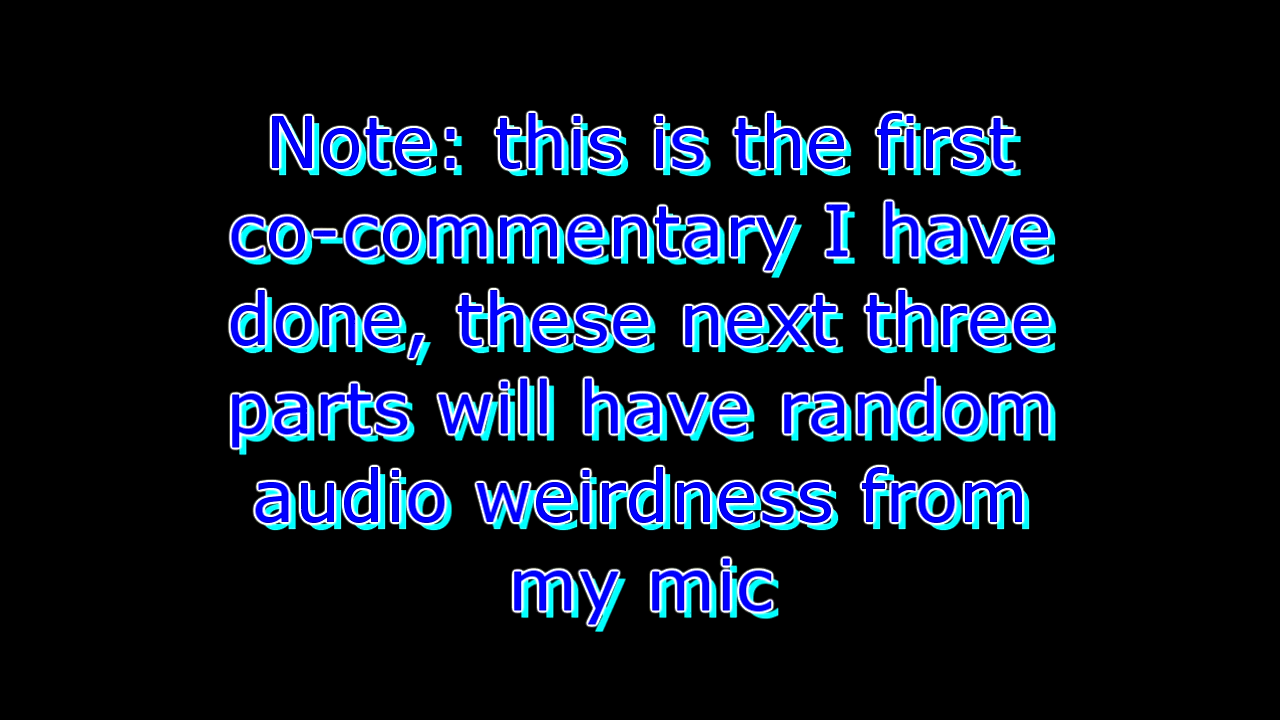 Note: this is the first
co-commentary I have
done, these next three
parts will have random
audio weirdness from
my mic